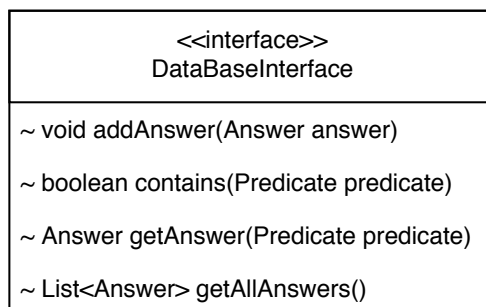 <<interface>>
DataBaseInterface
~ void addAnswer(Answer answer)
~ boolean contains(Predicate predicate)
~ Answer getAnswer(Predicate predicate)
~ List<Answer> getAllAnswers()